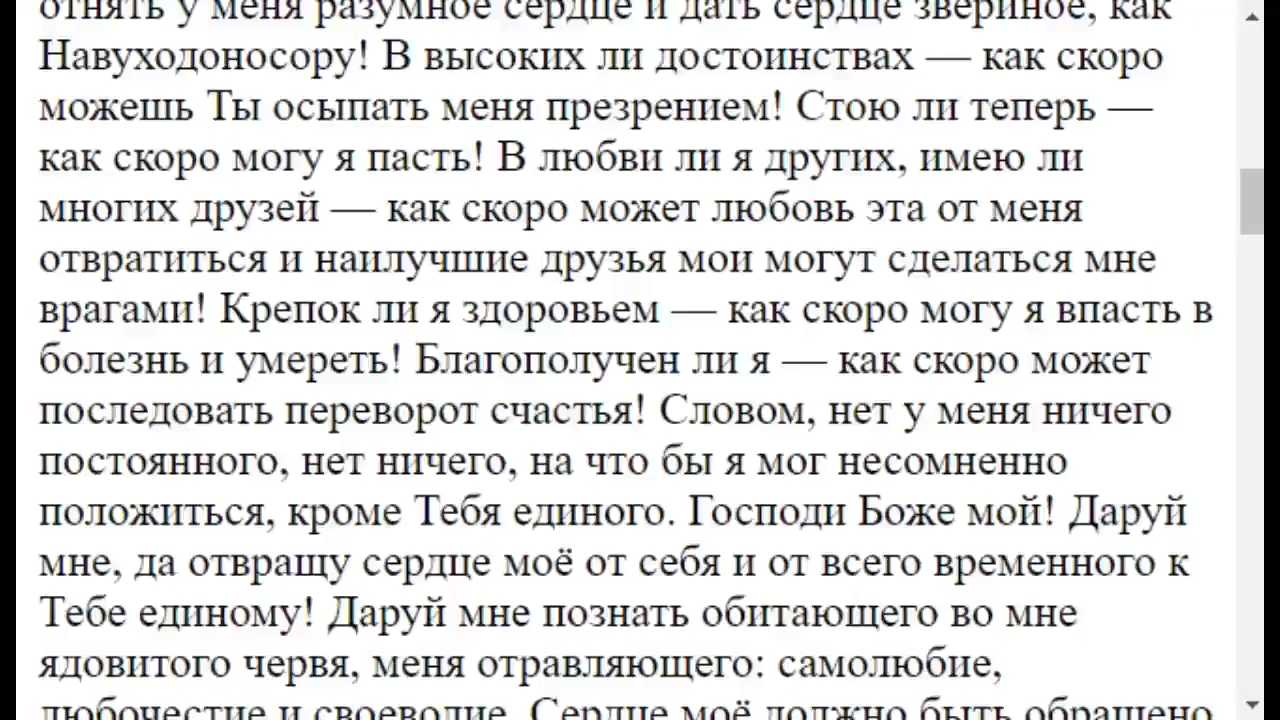 отнять у меня разумное сердце и дать сердце звериное, как
Навуходоносору! В высоких ли достоинствах — как скоро
можешь Ты осыпать меня презрением! Стою ли теперь —
как скоро могу я пасть! В любви ли я других, имею ли
многих друзей — как скоро может любовь эта от меня
отвратиться и наилучшие друзья мои могут сделаться мне
врагами! Крепок ли я здоровьем — как скоро могу я впасть в
болезнь и умереть! Благополучен ли я — как скоро может
последовать переворот счастья! Словом, нет у меня ничего
постоянного, нет ничего, на что бы я мог несомненно
положиться, кроме Тебя единого. Господи Боже мой! Даруй
мне, да отвращу сердце моё от себя и от всего временного к
Тебе единому! Даруй мне познать обитающего во мне
ядовитого червя, меня отравляющего: самолюбие,
любочестие и своеволие. Сердце моё должно быть обращено